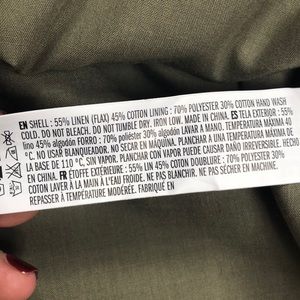 EN SHELL : 55% LINEN (FLAX) 45% COTTON LINING : 70% POLYESTER 30% COTTON HAND WASH
COLD. DO NOT BLEACH. DO NOT TUMBLE DRY. IRON LOW. MADE IN CHINA. ES TELA EXTERIOR : 55%
lino 45% algodón FORRO : 70% poliéster 30% algodón LAVAR A MANO. TEMPERATURA MÁXIMA 40
°C. NO USAR BLANQUEADOR. NO SECAR EN MÁQUINA. PLANCHAR A TEMPERATURA MÁXIMA EN
LA BASE DE 110 °C, SIN VAPOR. PLANCHAR CON VAPOR PUEDE CAUSAR DAÑO IRREVERSIBLE. HECHO
EN CHINA. FR ÉTOFFE EXTÉRIEURE : 55% LIN 45% COTON DOUBLURE : 70% POLYESTER 30%
COTON LAVER À LA MAIN À L'EAU FROIDE. NE PAS BLANCHIR. NE PAS SÉCHER EN MACHINE.
REPASSER À TEMPÉRATURE MODÉRÉE. FABRIQUÉ EN